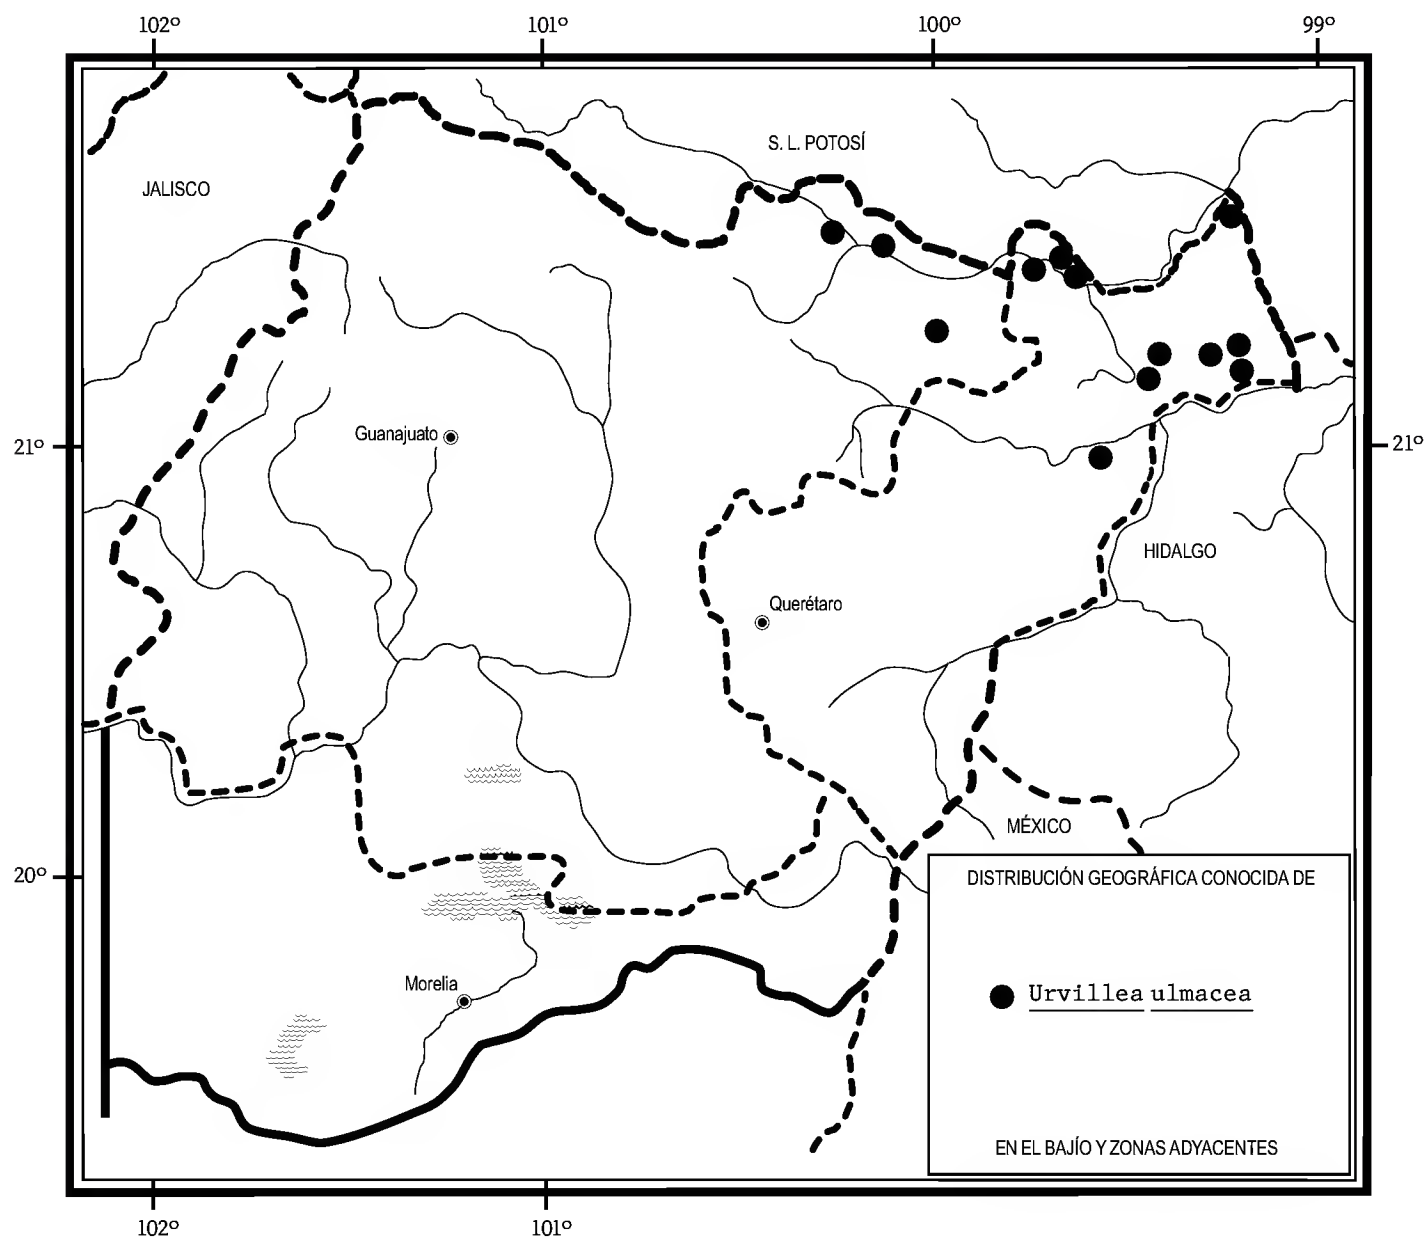 102º 101º 100º 99º
S. L. POTOSÍ
JALISCO
Guanajuato
21º 21º
HIDALGO
Querétaro
MÉXICO
20º
DISTRIBUCIÓN GEOGRÁFICA CONOCIDA DE
Morelia
Urvillea ulmacea
EN EL BAJÍO Y ZONAS ADYACENTES
102º 101º